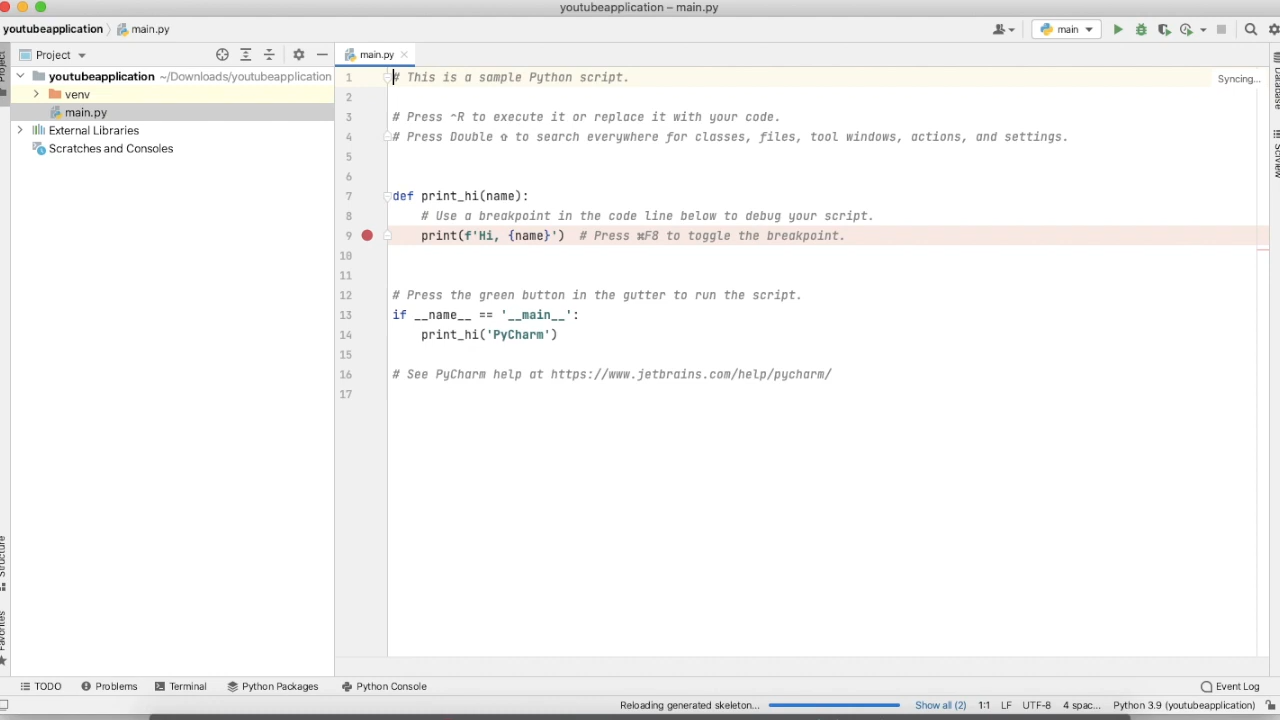 youtubeapplication – main.py
youtubeapplication main.py
main
Project
main.py
Project
youtubeapplication ~/Downloads/youtubeapplication
venv
main.py
External Libraries
Scratches and Consoles
Structure
Favorites
1 # This is a sample Python script.
Syncing...
2
3 # Press ⌃R to execute it or replace it with your code.
4 # Press Double ⇧ to search everywhere for classes, files, tool windows, actions, and settings.
5
6
7 def print_hi(name):
8 # Use a breakpoint in the code line below to debug your script.
9 print(f'Hi, {name}') # Press ⌘F8 to toggle the breakpoint.
10
11
12 # Press the green button in the gutter to run the script.
13 if __name__ == '__main__':
14 print_hi('PyCharm')
15
16 # See PyCharm help at https://www.jetbrains.com/help/pycharm/
17
Database
SciView
TODO Problems Terminal Python Packages Python Console Event Log
Reloading generated skeleton... Show all (2) 1:1 LF UTF-8 4 spac... Python 3.9 (youtubeapplication)